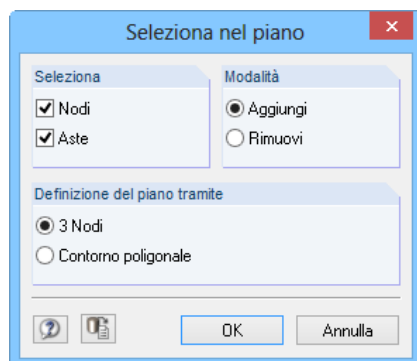 Seleziona nel piano
Seleziona
Nodi
Aste
Modalità
Aggiungi
Rimuovi
Definizione del piano tramite
3 Nodi
Contorno poligonale
OK
Annulla